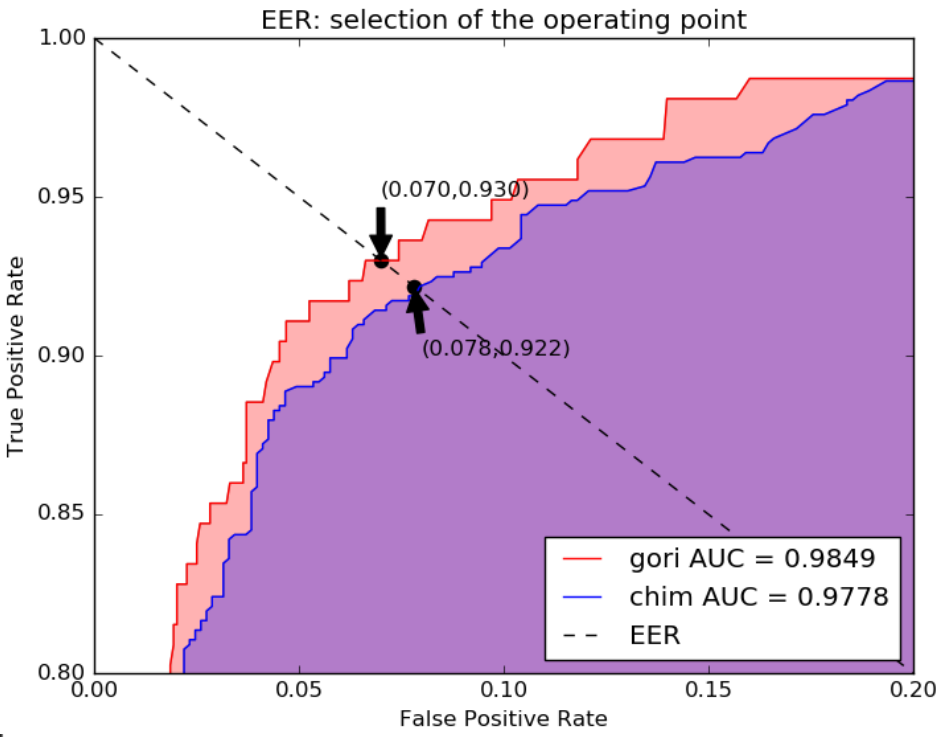 EER: selection of the operating point
1.00
0.95
0.90
0.85
0.80
True Positive Rate
(0.070,0.930)
(0.078,0.922)
gori AUC = 0.9849
chim AUC = 0.9778
EER
0.00 0.05 0.10 0.15 0.20
False Positive Rate